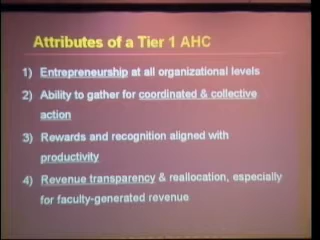 Attributes of a Tier 1 AHC
1) Entrepreneurship at all organizational levels
2) Ability to gather for coordinated & collective
action
3) Rewards and recognition aligned with
productivity
4) Revenue transparency & reallocation, especially
for faculty-generated revenue